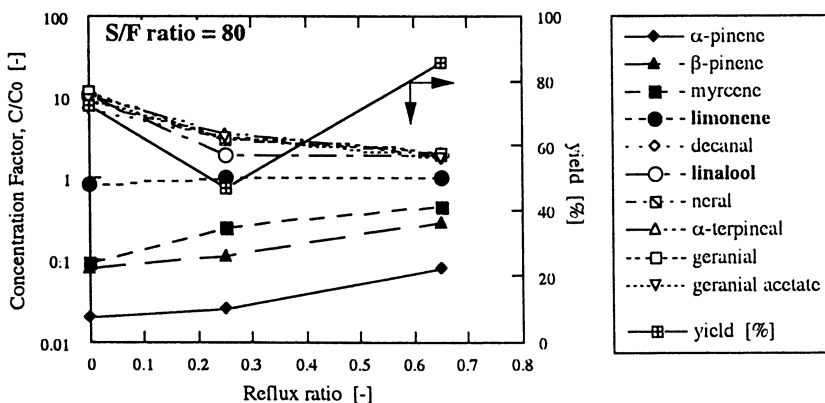 S/F ratio = 80
Concentration Factor, C/Co [-]
100
10
1
0.1
0.01
100
80
60
40
20
0
yield [%]
0 0.1 0.2 0.3 0.4 0.5 0.6 0.7 0.8
Reflux ratio [-]
α-pinene
β-pinene
myrcene
limonene
decanal
linalool
neral
α-terpineal
geranial
geranial acetate
yield [%]